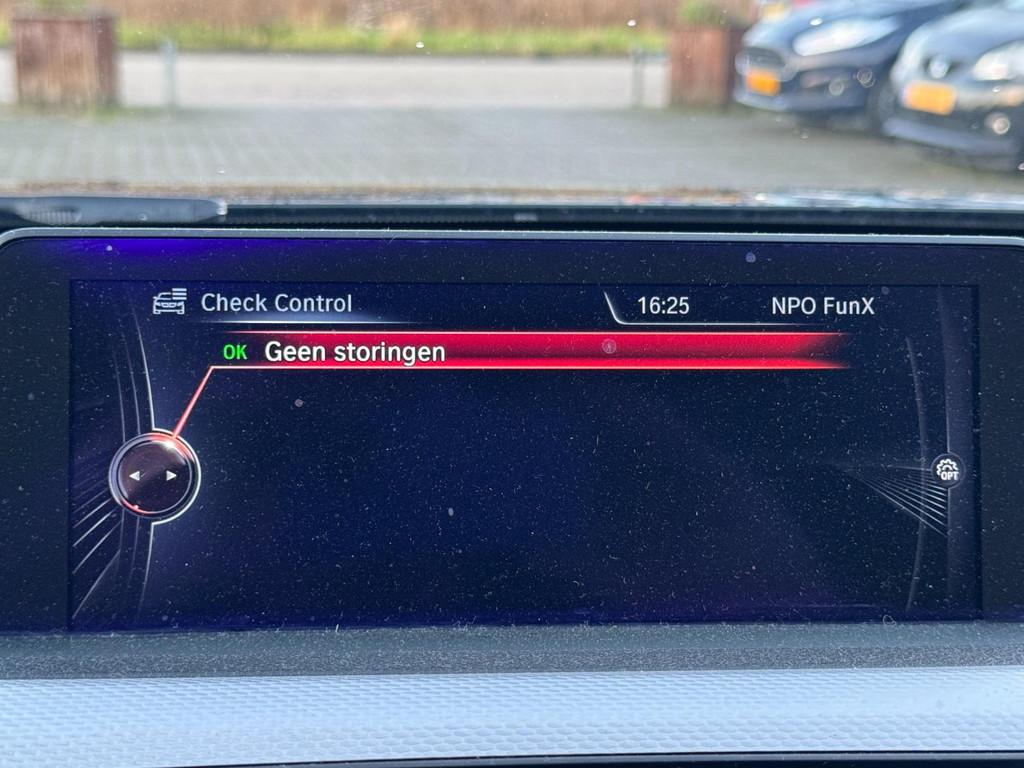 Check Control 16:25 NPO FunX
OK Geen storingen
OPT